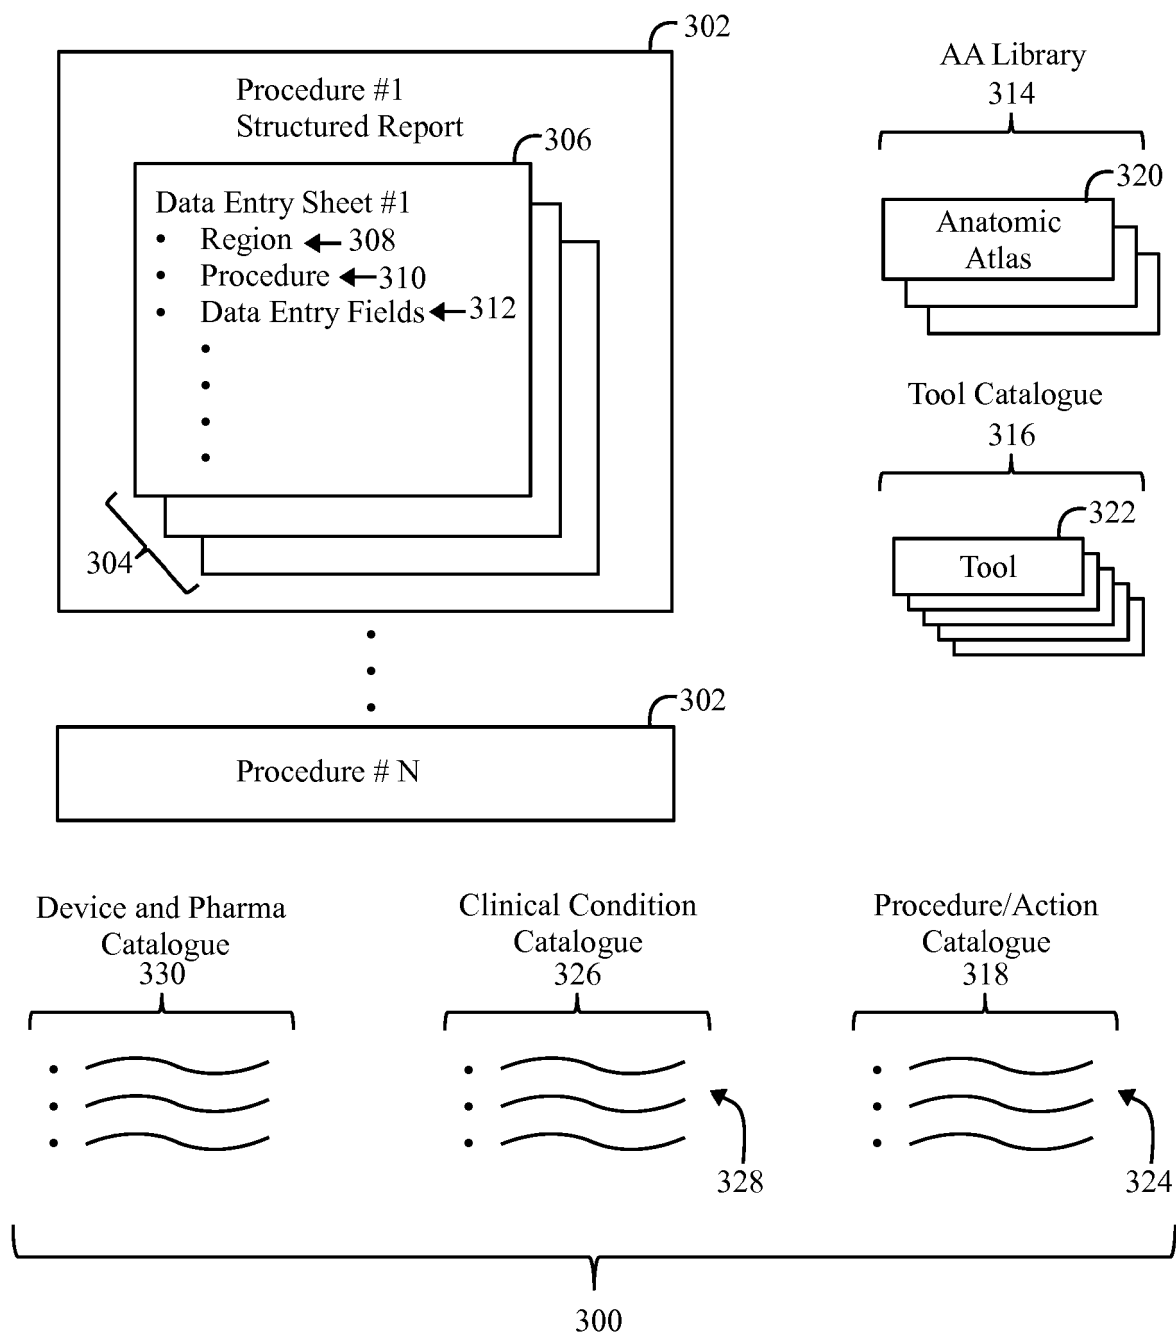 302
Procedure #1
Structured Report
306
Data Entry Sheet #1
• Region 308
• Procedure 310
• Data Entry Fields 312
304
AA Library
314
320
Anatomic
Atlas
Tool Catalogue
316
322
Tool
302
Procedure # N
Device and Pharma
Catalogue
330
Clinical Condition
Catalogue
326
328
Procedure/Action
Catalogue
318
324
300